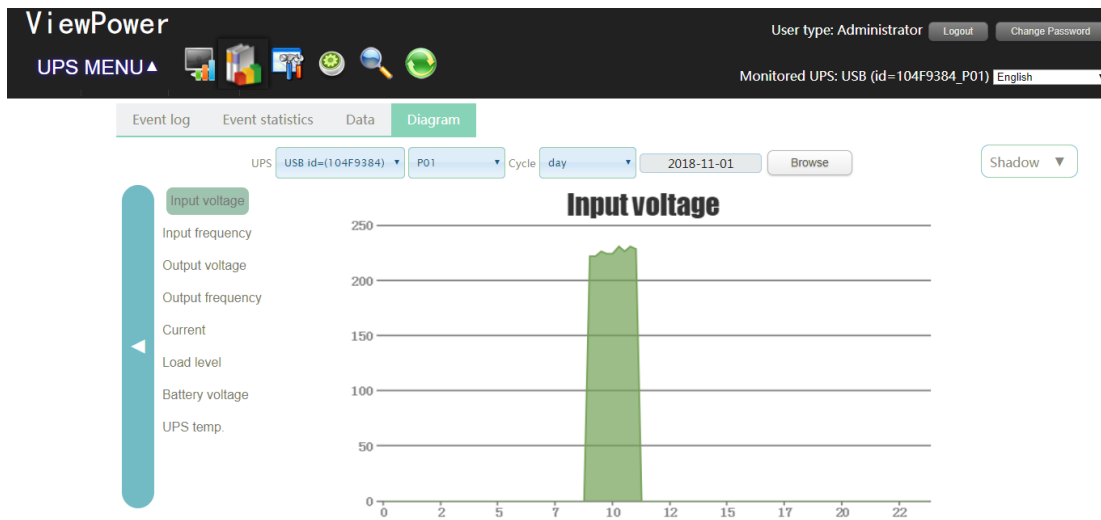 ViewPower
User type: Administrator Logout Change Password
UPS MENU▲
Monitored UPS: USB (id=104F9384_P01) English
Event log Event statistics Data Diagram
UPS USB id=(104F9384) P01 Cycle day 2018-11-01 Browse Shadow ▼
Input voltage
Input frequency
Output voltage
Output frequency
Current
Load level
Battery voltage
UPS temp.
Input voltage
250
200
150
100
50
0
0 2 5 7 10 12 15 17 20 22